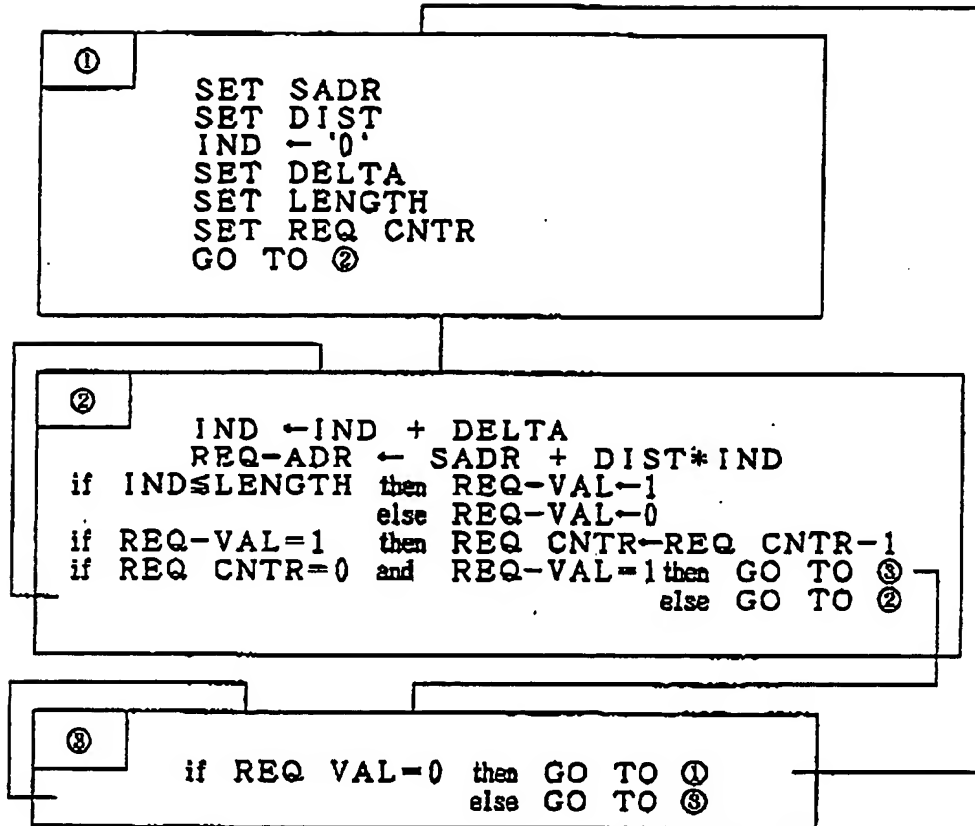 ①
SET SADR
SET DIST
IND ← '0'
SET DELTA
SET LENGTH
SET REQ CNTR
GO TO ②
②
IND ←IND + DELTA
REQ-ADR ← SADR + DIST*IND
if IND≦LENGTH then REQ-VAL←1
else REQ-VAL←0
if REQ-VAL=1 then REQ CNTR←REQ CNTR-1
if REQ CNTR=0 and REQ-VAL=1 then GO TO ③
else GO TO ②
③
if REQ VAL=0 then GO TO ①
else GO TO ③